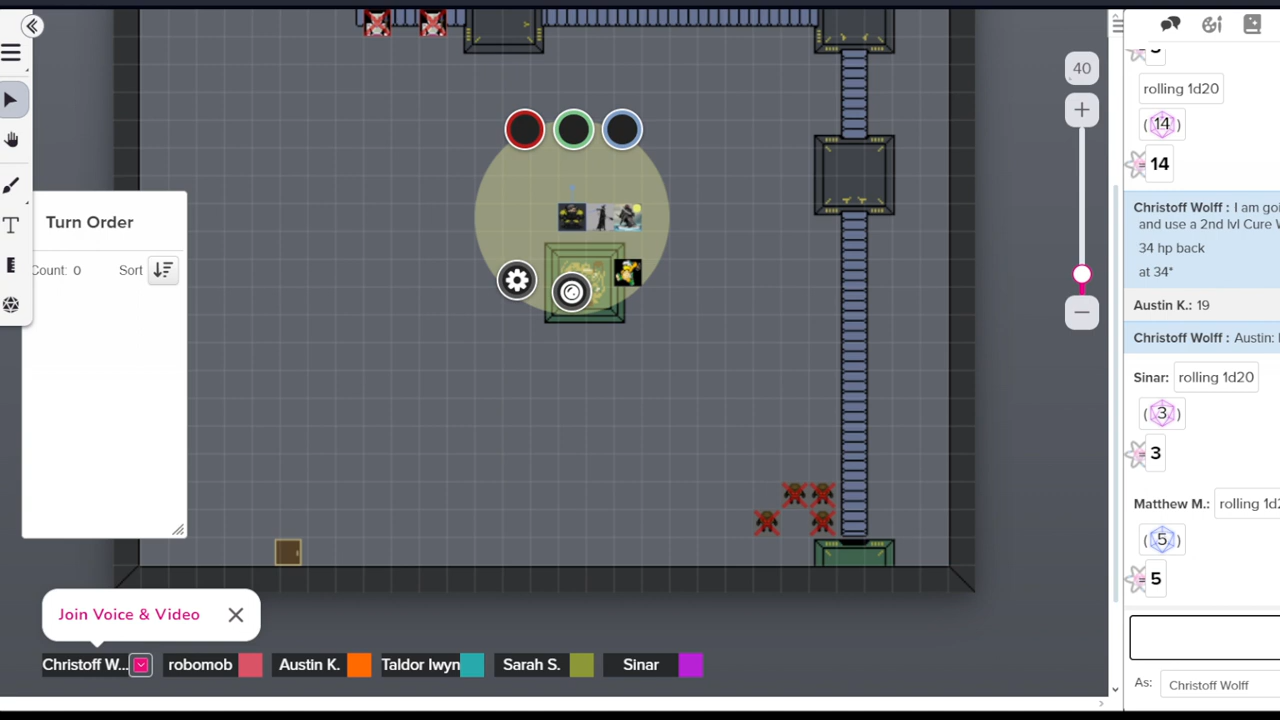 40
rolling 1d20
14
14
Christoff Wolff : I am goi
and use a 2nd lvl Cure W
34 hp back
at 34*
Austin K.: 19
Christoff Wolff : Austin:
Sinar: rolling 1d20
3
3
Matthew M.: rolling 1d2
5
5
As: Christoff Wolff
Turn Order
Count: 0 Sort
T
Join Voice & Video
Christoff W... robomob Austin K. Taldor Iwyn Sarah S. Sinar